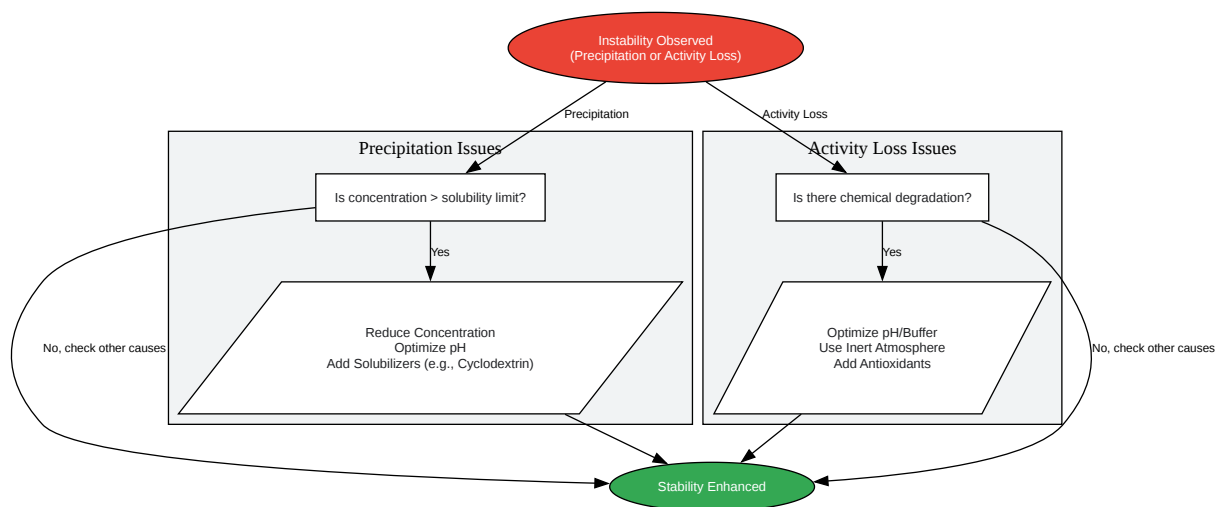 Instability Observed
(Precipitation or Activity Loss)
Precipitation
Activity Loss
Precipitation Issues
Activity Loss Issues
Is concentration > solubility limit?
Is there chemical degradation?
Yes
Yes
Reduce Concentration
Optimize pH
Add Solubilizers (e.g., Cyclodextrin)
Optimize pH/Buffer
Use Inert Atmosphere
Add Antioxidants
No, check other causes
No, check other causes
Stability Enhanced